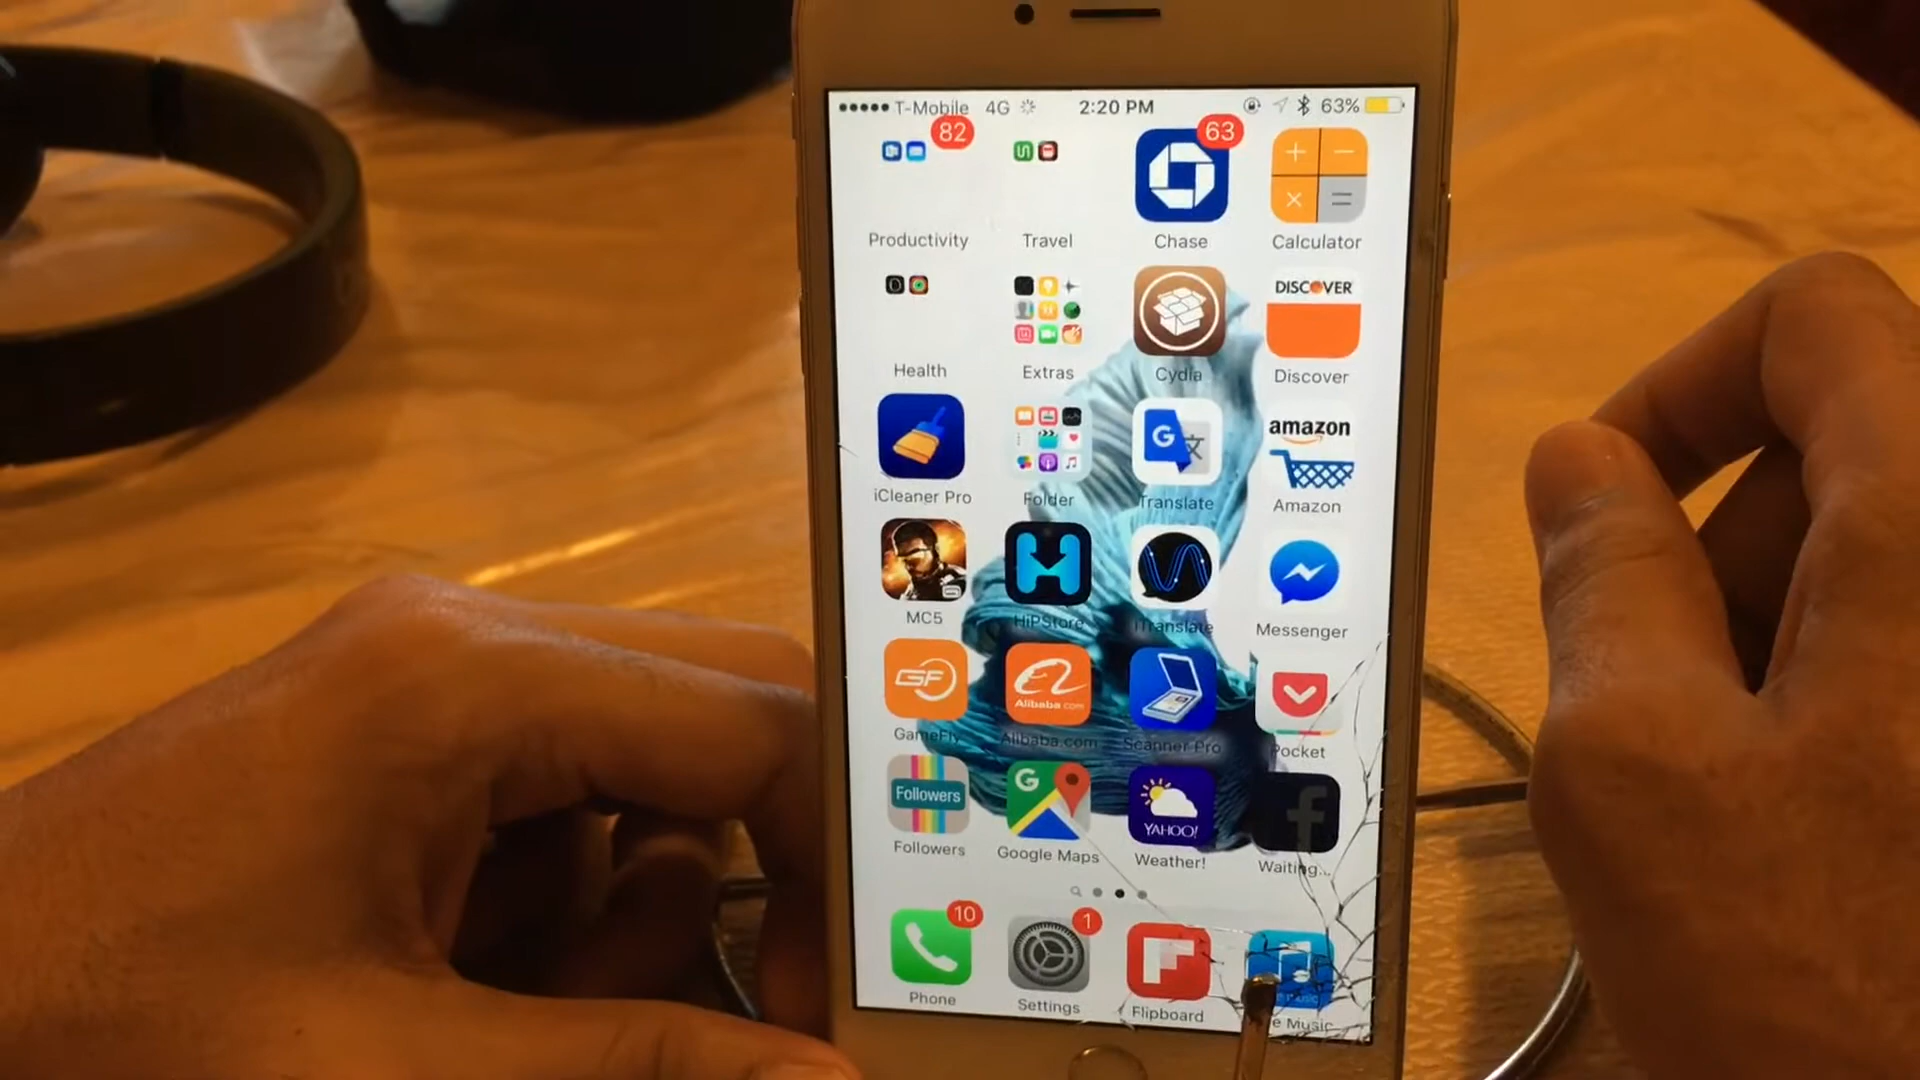 T-Mobile 4G 2:20 PM 63%
82
63
Productivity Travel Chase Calculator
DISCOVER
Health Extras Cydia Discover
G 文
amazon
iCleaner Pro Folder Translate Amazon
H
MC5 HiPStore iTranslate Messenger
GF
Alibaba.com
GameFly Alibaba.com Scanner Pro Pocket
Followers
G
YAHOO!
f
Followers Google Maps Weather! Waiting...
10
1
Phone Settings Flipboard Music